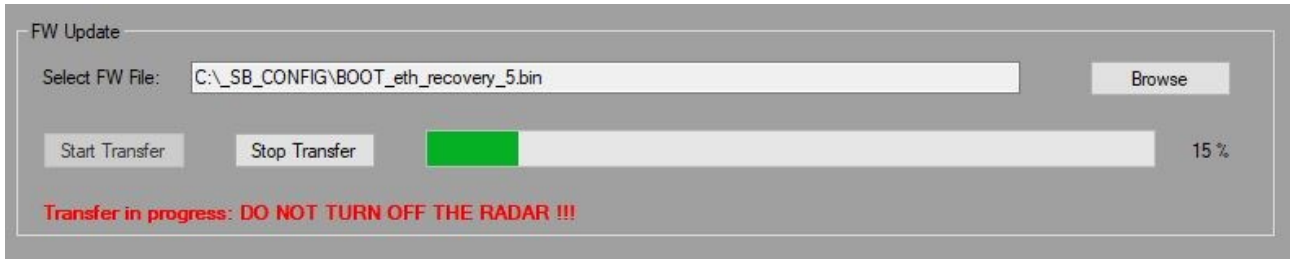 FW Update
Select FW File: C:\_SB_CONFIG\BOOT_eth_recovery_5.bin Browse
Start Transfer Stop Transfer 15 %
Transfer in progress: DO NOT TURN OFF THE RADAR !!!